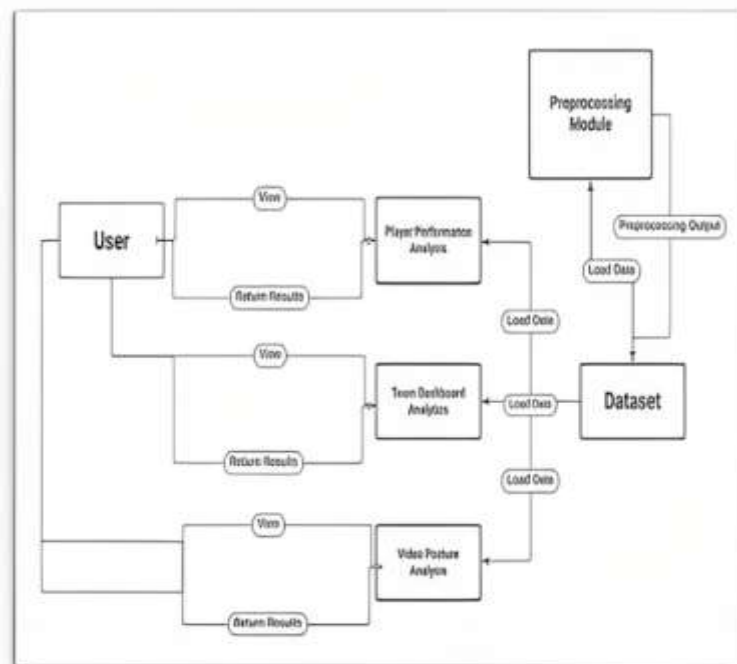 Preprocessing
Module
View
User
Player Performance
Analysis
Preprocessing Output
Load Data
Return Results
Load Data
View
Team Dashboard
Analytics
Load Data
Dataset
Return Results
Load Data
View
Video Posture
Analysis
Return Results